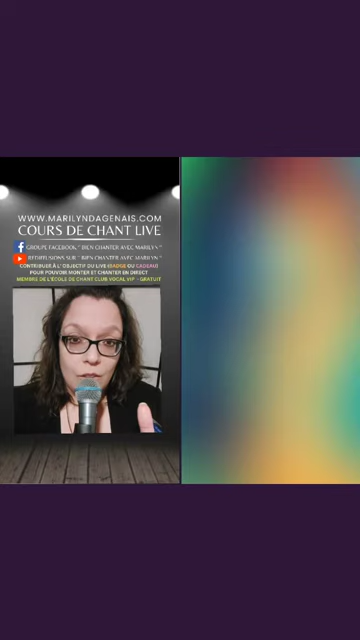 WWW.MARILYNDAGENAIS.COM
COURS DE CHANT LIVE
GROUPE FACEBOOK " BIEN CHANTER AVEC MARILYN "
REDIFFUSIONS SUR " BIEN CHANTER AVEC MARILYN "
CONTRIBUER À L' OBJECTIF DU LIVE (BADGE OU CADEAU)
POUR POUVOIR MONTER ET CHANTER EN DIRECT
MEMBRE DE L'ÉCOLE DE CHANT CLUB VOCAL VIP - GRATUIT